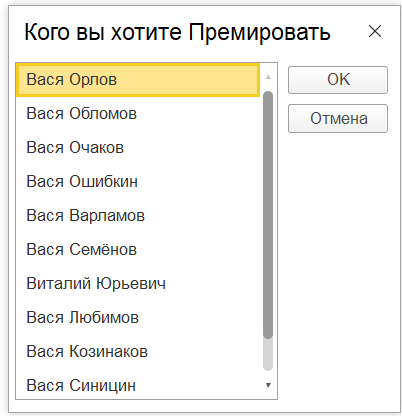 Кого вы хотите Премировать
Вася Орлов
OK
Вася Обломов
Отмена
Вася Очаков
Вася Ошибкин
Вася Варламов
Вася Семёнов
Виталий Юрьевич
Вася Любимов
Вася Козинаков
Вася Синицин